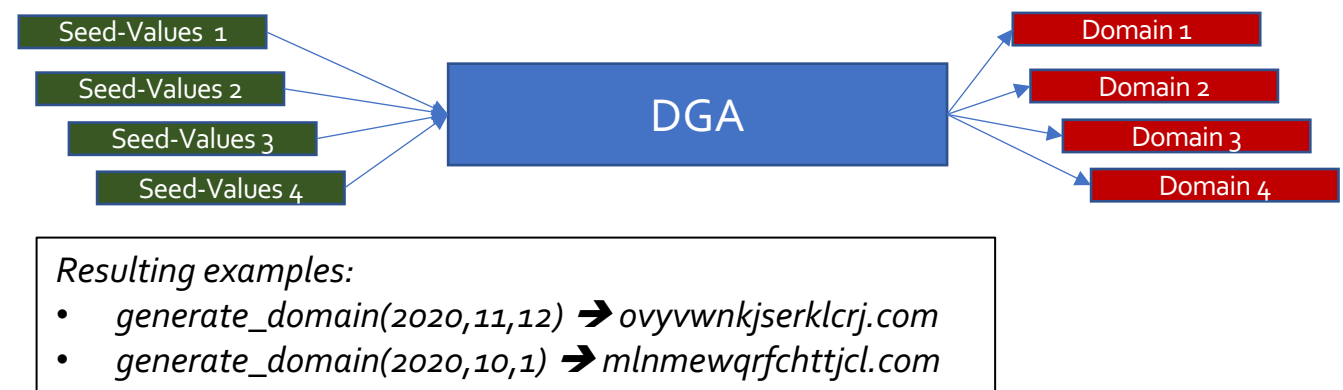 Seed-Values 1
Seed-Values 2
Seed-Values 3
Seed-Values 4
DGA
Domain 1
Domain 2
Domain 3
Domain 4
Resulting examples:
• generate_domain(2020,11,12) ➔ ovyvwnkjserklcrj.com
• generate_domain(2020,10,1) ➔ mlnmewqrfchttjcl.com